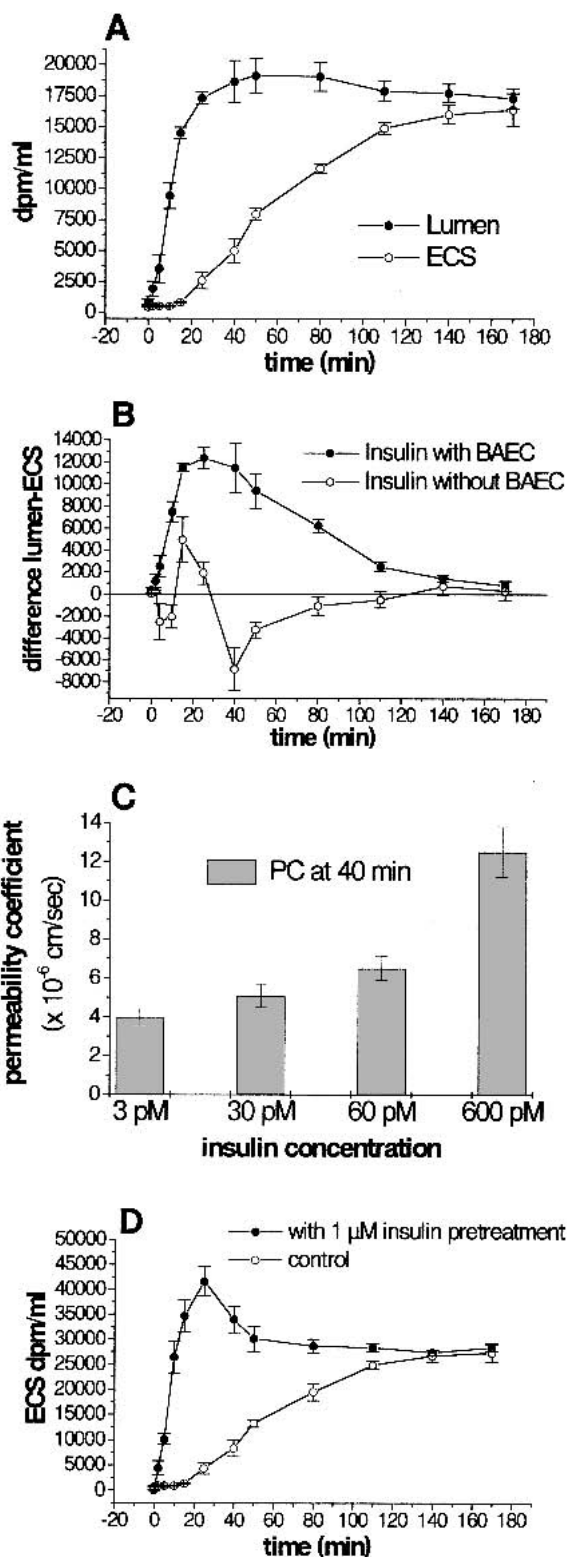 A
20000
17500
15000
12500
10000
7500
5000
2500
0
dpm/ml
Lumen
ECS
-20 0 20 40 60 80 100 120 140 160 180
time (min)
B
14000
12000
10000
8000
6000
4000
2000
0
-2000
-4000
-6000
-8000
difference lumen-ECS
Insulin with BAEC
Insulin without BAEC
-20 0 20 40 60 80 100 120 140 160 180
time (min)
C
14
12
10
8
6
4
2
0
permeability coefficient
(x 10⁻⁶ cm/sec)
PC at 40 min
3 pM 30 pM 60 pM 600 pM
insulin concentration
D
with 1 µM insulin pretreatment
control
50000
45000
40000
35000
30000
25000
20000
15000
10000
5000
0
ECS dpm/ml
-20 0 20 40 60 80 100 120 140 160 180
time (min)